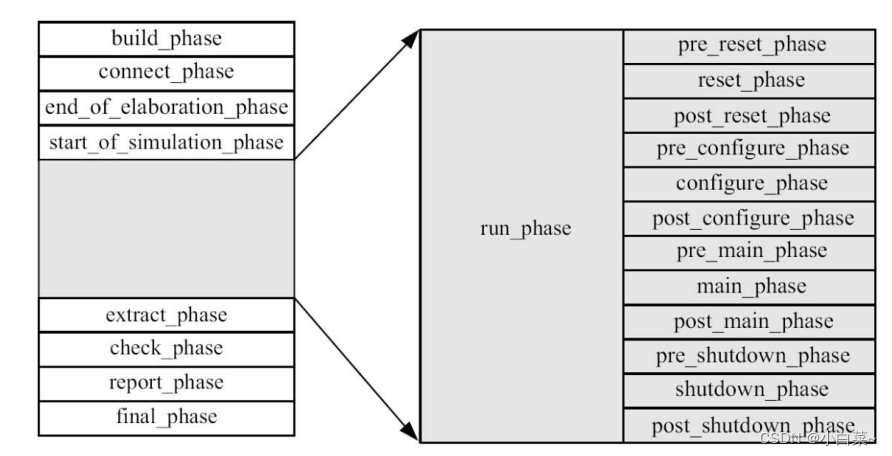 build_phase
connect_phase
end_of_elaboration_phase
start_of_simulation_phase
extract_phase
check_phase
report_phase
final_phase
run_phase
pre_reset_phase
reset_phase
post_reset_phase
pre_configure_phase
configure_phase
post_configure_phase
pre_main_phase
main_phase
post_main_phase
pre_shutdown_phase
shutdown_phase
post_shutdown_phase
CSDN @小白菜~